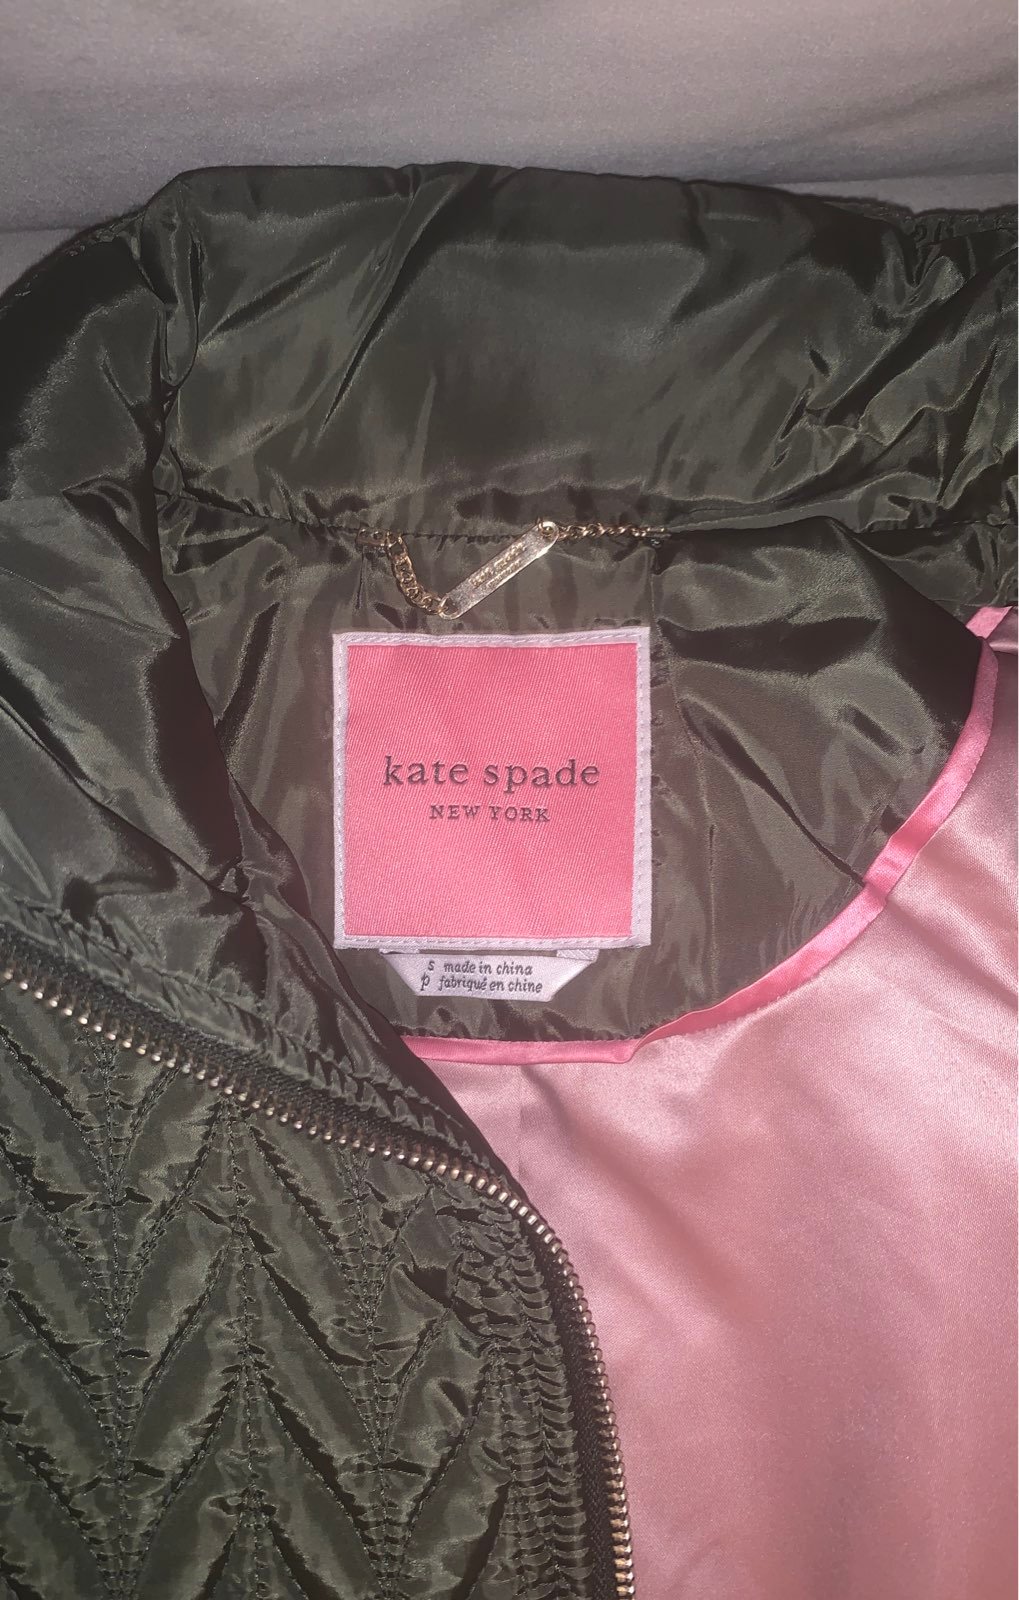 kate spade
NEW YORK
s made in china
p fabriqué en chine